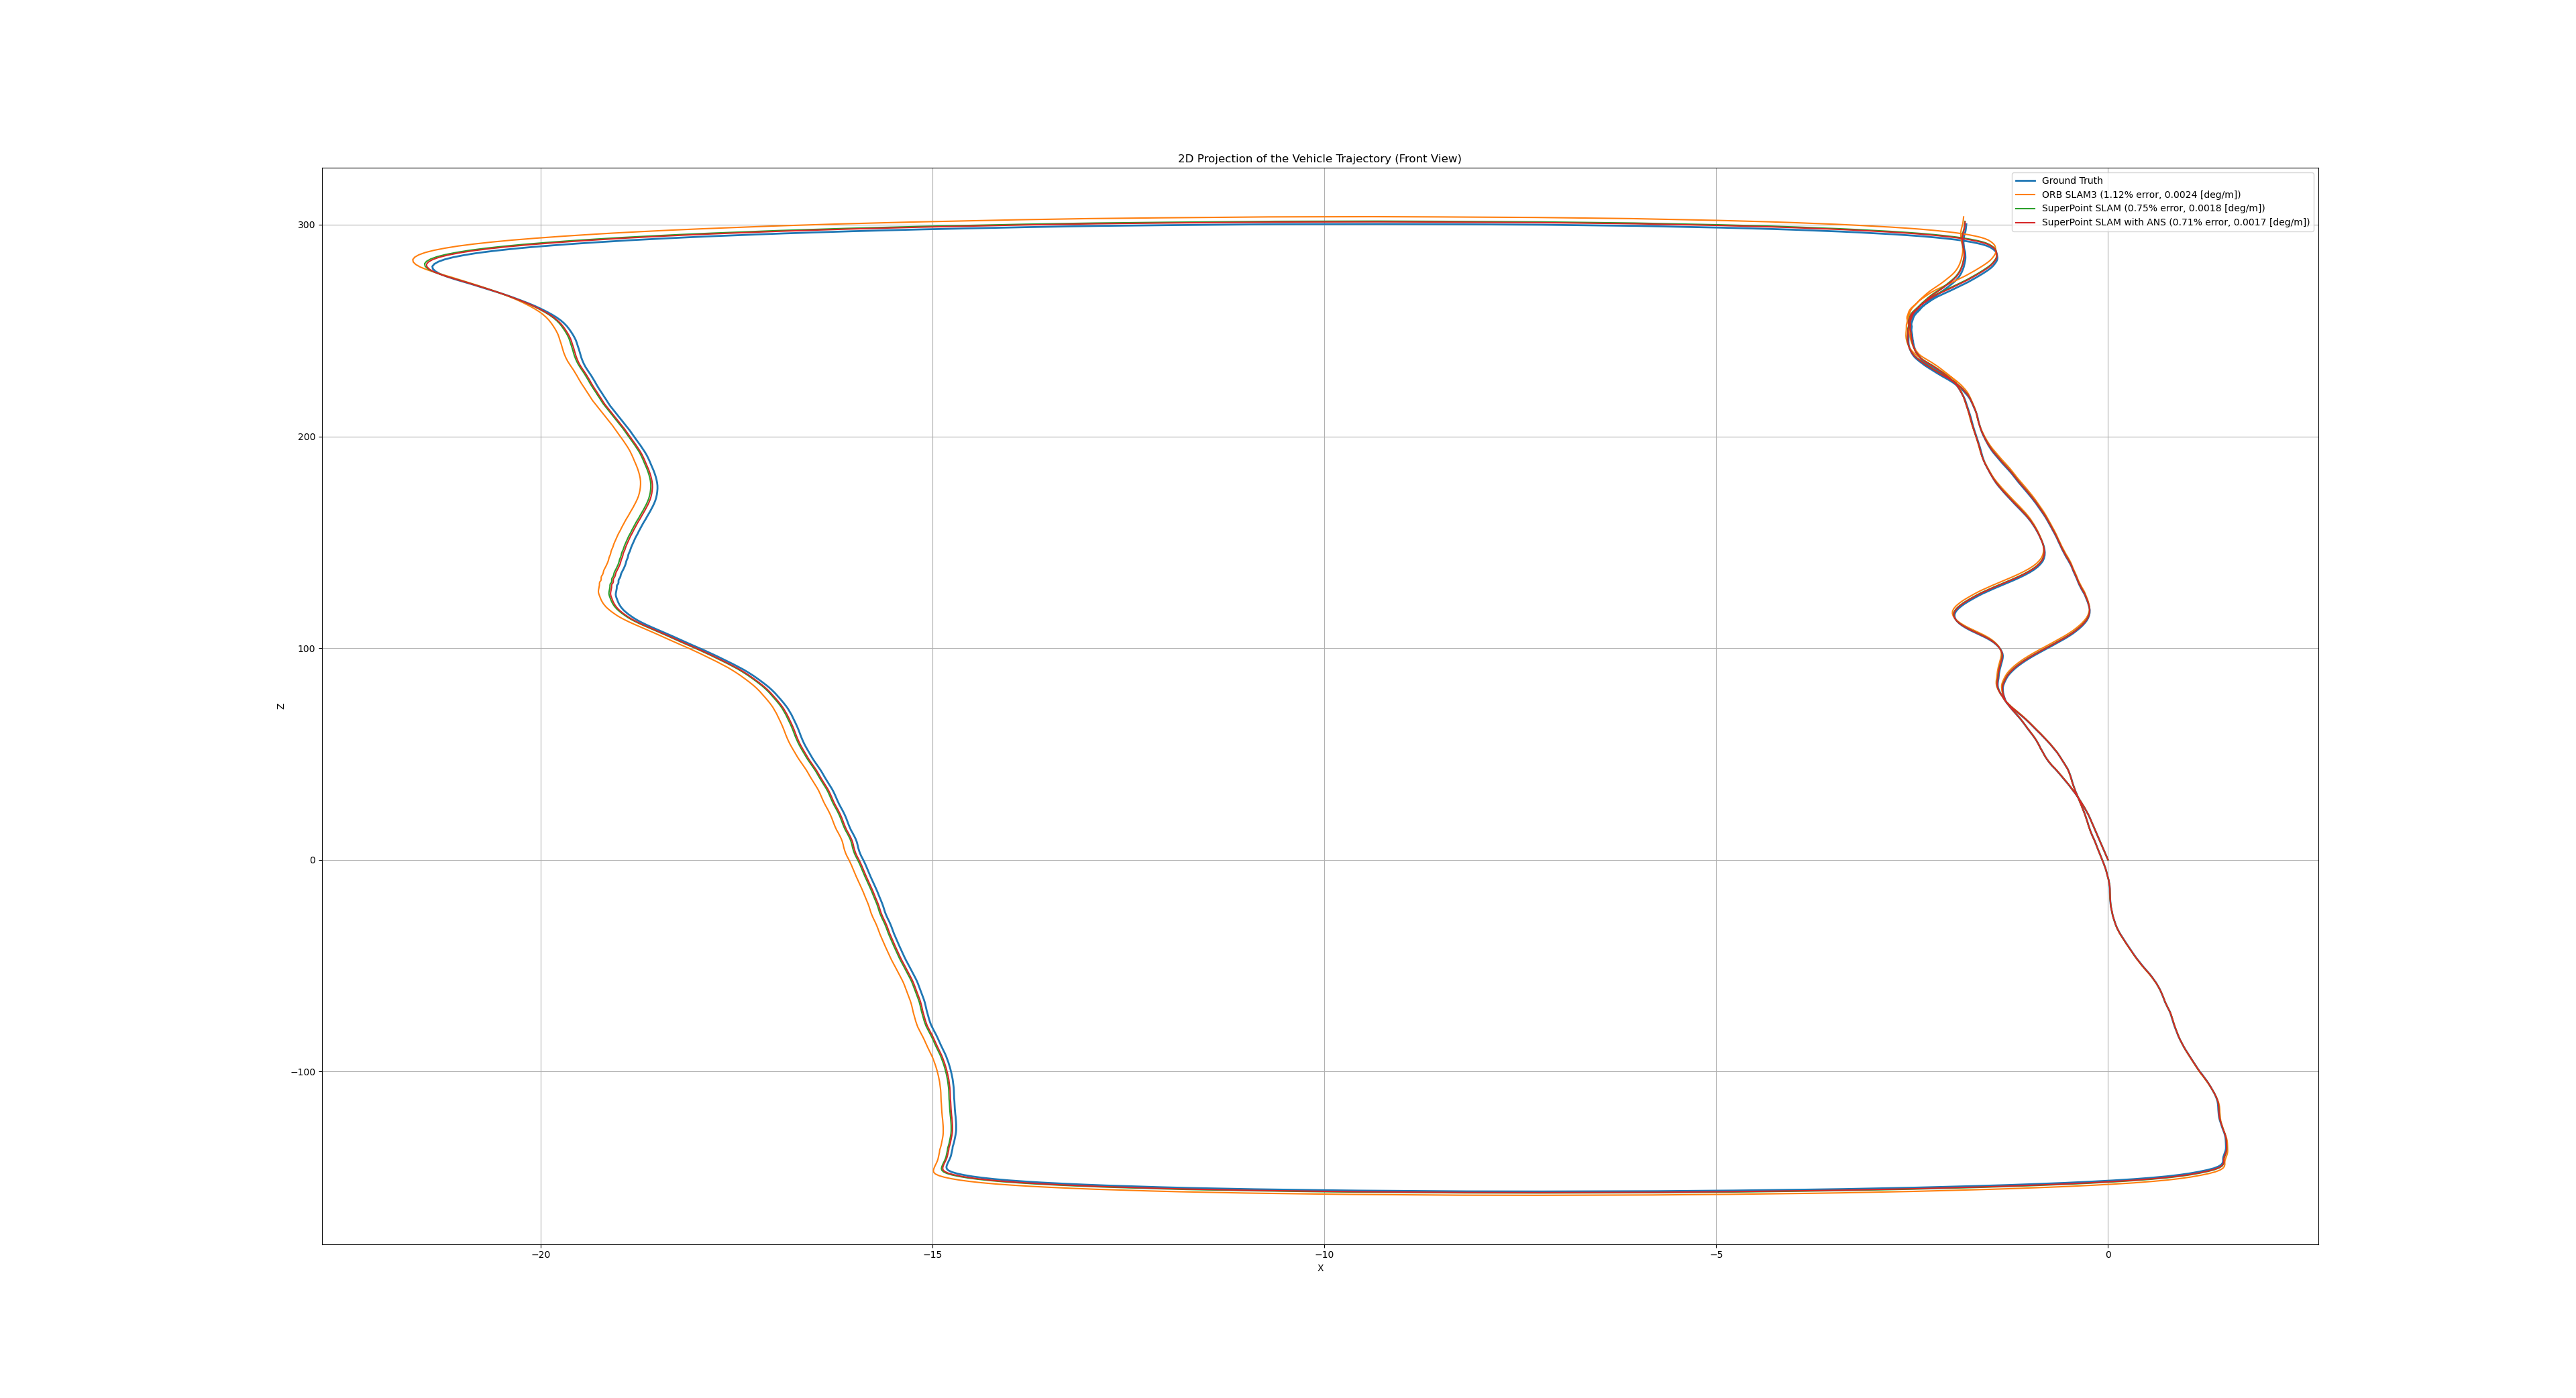 2D Projection of the Vehicle Trajectory (Front View)
Ground Truth
ORB SLAM3 (1.12% error, 0.0024 [deg/m])
SuperPoint SLAM (0.75% error, 0.0018 [deg/m])
SuperPoint SLAM with ANS (0.71% error, 0.0017 [deg/m])
300
200
100
0
−100
Z
−20
−15
−10
−5
0
X